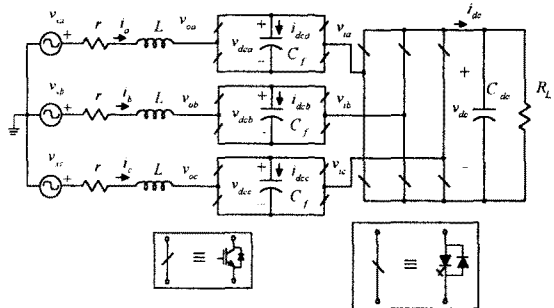 v_sa r i_a L v_oa v_dca + - C_f i_dca v_ta i_dc
v_sb r i_b L v_ob v_dcb + - C_f i_dcb v_tb + v_dc - C_dc R_L
v_sc r i_c L v_oc v_dcc + - C_f i_dcc v_tc
≡ ≡